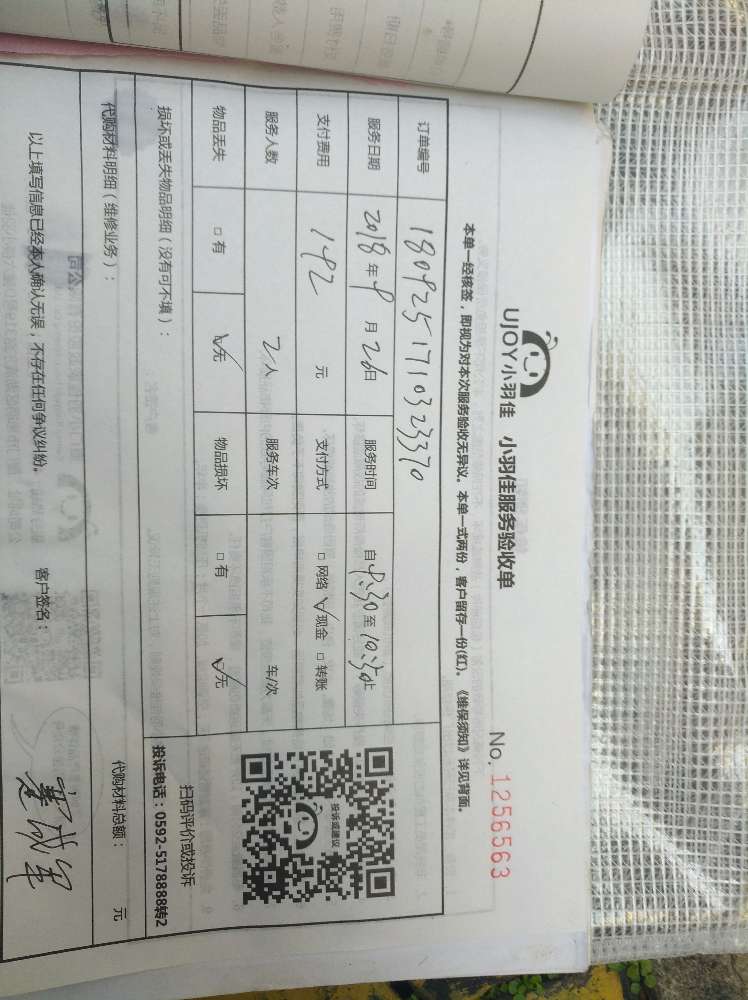 UJOY小羽佳 小羽佳服务验收单
No. 1256563
本单一经核签，即视为对本次服务验收无异议。本单一式两份，客户留存一份(红)。《维保须知》详见背面。
订单编号 1809251710323370
服务日期 2018年9月26日 服务时间 自 8:30 至 10:30止
支付费用 142 元 支付方式 □网络 ☑现金 □转账
服务人数 2人 服务车次 车/次
物品丢失 □有 ☑无 物品损坏 □有 ☑无
投诉或建议
扫码评价或投诉
投诉电话：0592-5178888转2
损坏或丢失物品明细（没有可不填）：
代购材料明细（维修业务）： 代购材料总额： 元
以上填写信息已经本人确认无误，不存在任何争议纠纷。 客户签名：